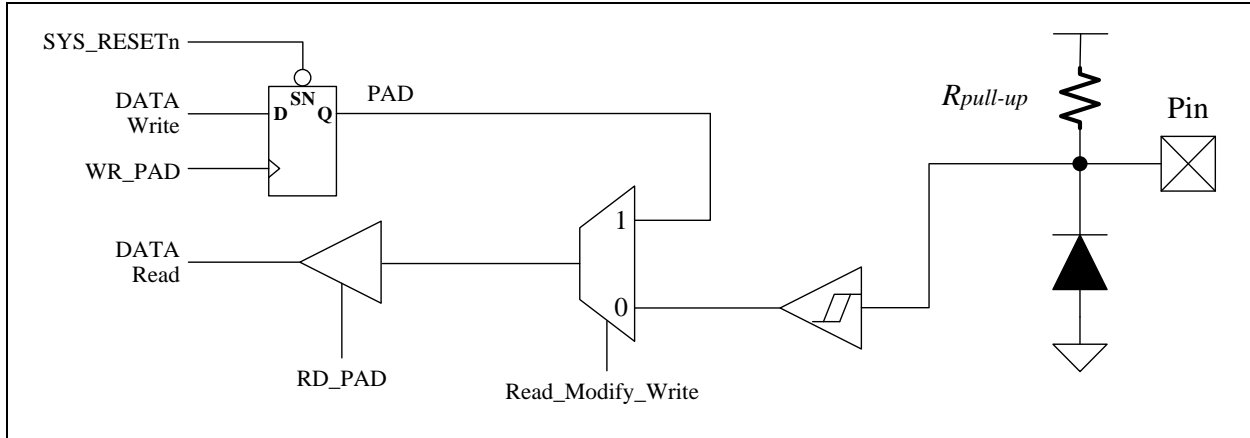 SYS_RESETn
DATA
Write
WR_PAD
D
SN
Q
PAD
Rpull-up
Pin
DATA
Read
RD_PAD
1
0
Read_Modify_Write